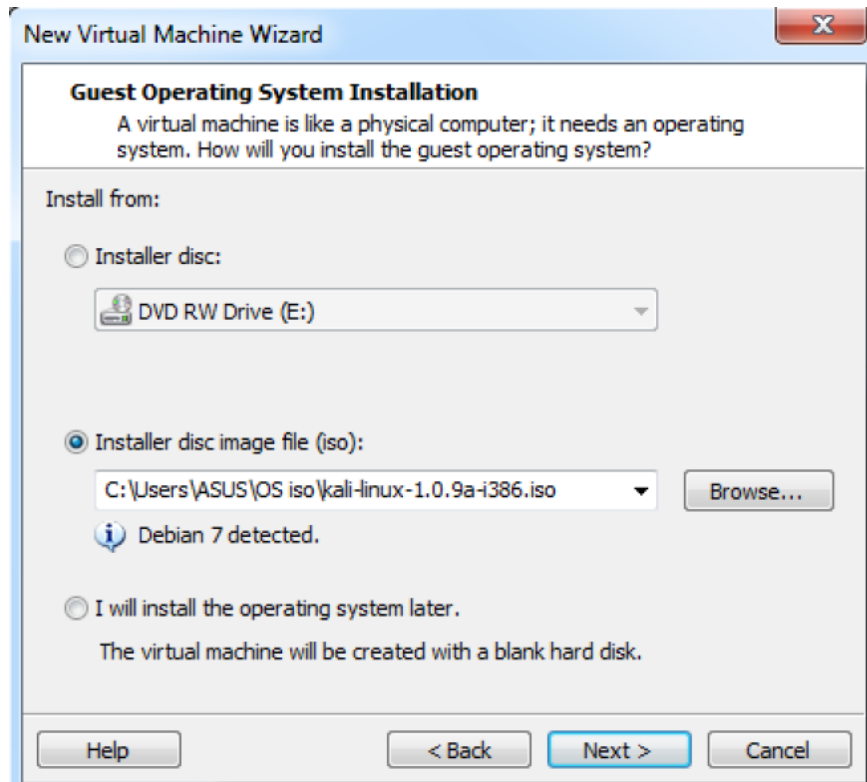 New Virtual Machine Wizard
Guest Operating System Installation
A virtual machine is like a physical computer; it needs an operating
system. How will you install the guest operating system?
Install from:
Installer disc:
DVD RW Drive (E:)
Installer disc image file (iso):
C:\Users\ASUS\OS iso\kali-linux-1.0.9a-i386.iso
Browse...
Debian 7 detected.
I will install the operating system later.
The virtual machine will be created with a blank hard disk.
Help
< Back
Next >
Cancel